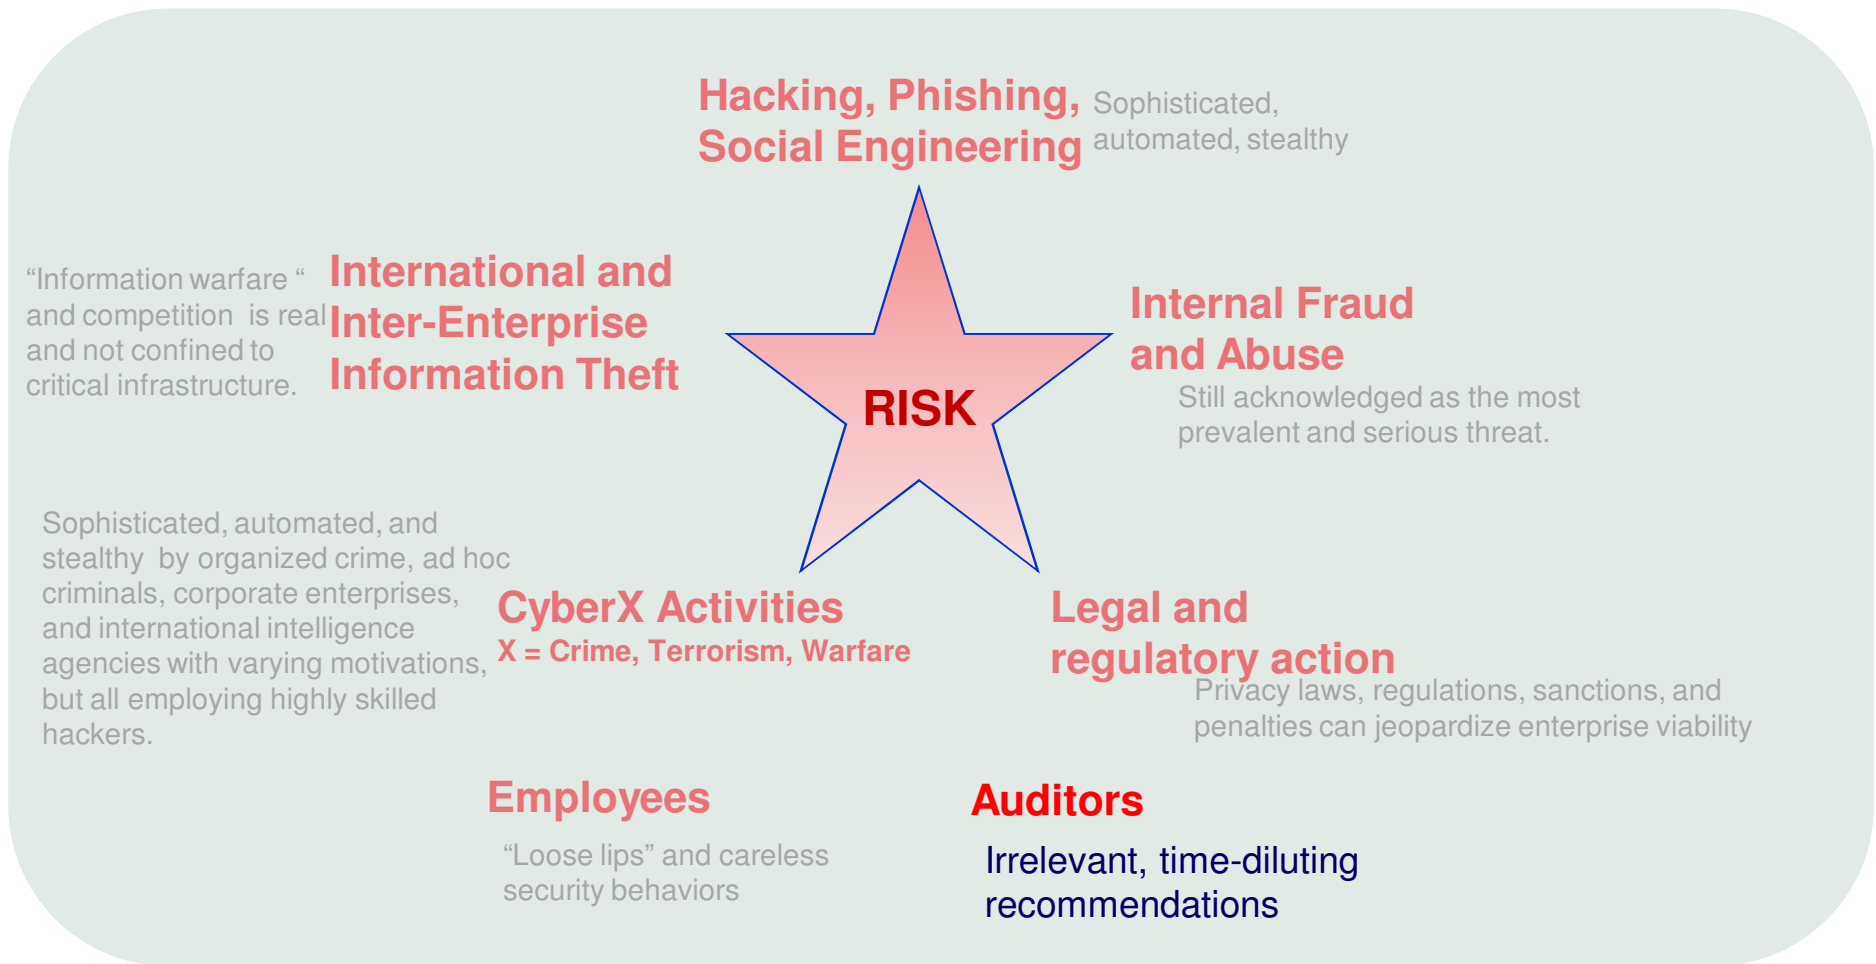 Hacking, Phishing,
Social Engineering
Sophisticated,
automated, stealthy
“Information warfare “
and competition is real
and not confined to
critical infrastructure.
International and
Inter-Enterprise
Information Theft
Internal Fraud
and Abuse
Still acknowledged as the most
prevalent and serious threat.
RISK
Sophisticated, automated, and
stealthy by organized crime, ad hoc
criminals, corporate enterprises,
and international intelligence
agencies with varying motivations,
but all employing highly skilled
hackers.
CyberX Activities
X = Crime, Terrorism, Warfare
Legal and
regulatory action
Privacy laws, regulations, sanctions, and
penalties can jeopardize enterprise viability
Employees
“Loose lips” and careless
security behaviors
Auditors
Irrelevant, time-diluting
recommendations